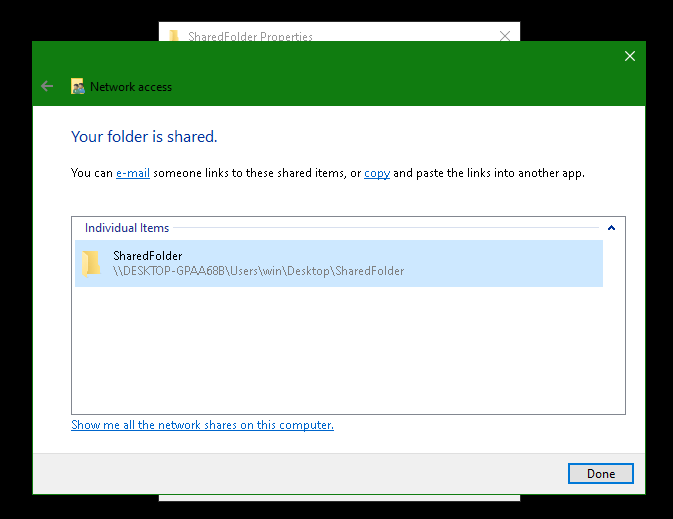 SharedFolder Properties
Network access
Your folder is shared.
You can e-mail someone links to these shared items, or copy and paste the links into another app.
Individual Items
SharedFolder
\\DESKTOP-GPAA68B\Users\win\Desktop\SharedFolder
Show me all the network shares on this computer.
Done